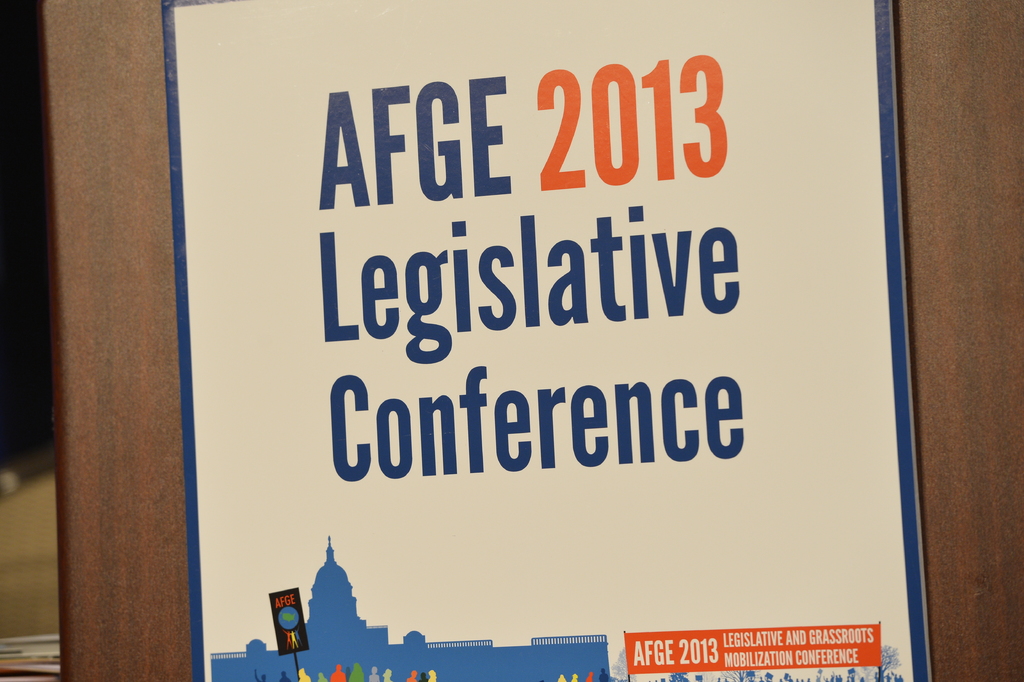 AFGE 2013
Legislative
Conference
AFGE
AFGE 2013 LEGISLATIVE AND GRASSROOTS
MOBILIZATION CONFERENCE